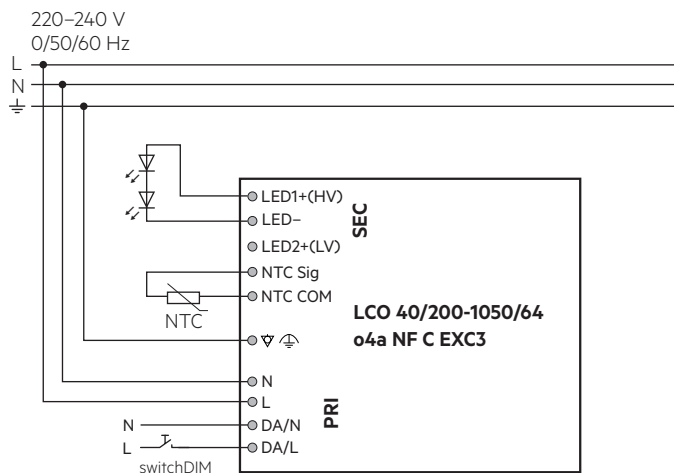 220–240 V
0/50/60 Hz
L
N
LED1+(HV)
LED–
LED2+(LV)
SEC
NTC Sig
NTC COM
NTC
LCO 40/200-1050/64
o4a NF C EXC3
N
L
PRI
N
DA/N
L
DA/L
switchDIM